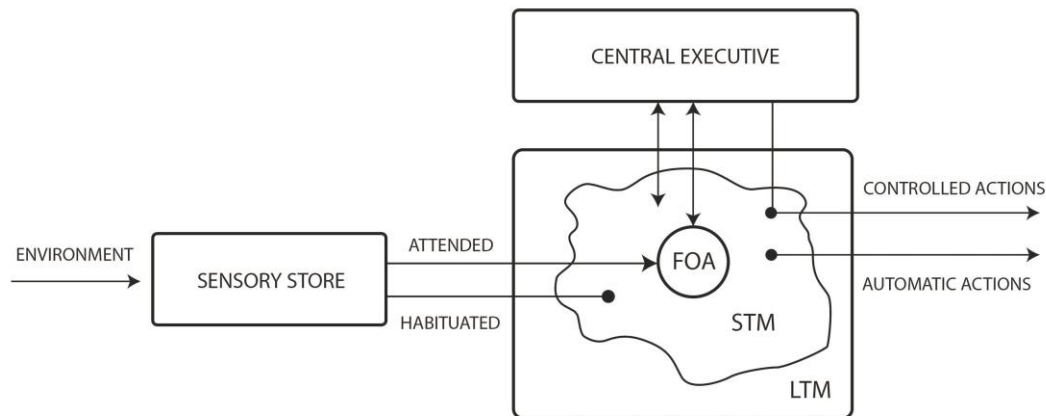 CENTRAL EXECUTIVE
CONTROLLED ACTIONS
ENVIRONMENT
SENSORY STORE
ATTENDED
FOA
AUTOMATIC ACTIONS
HABITUATED
STM
LTM